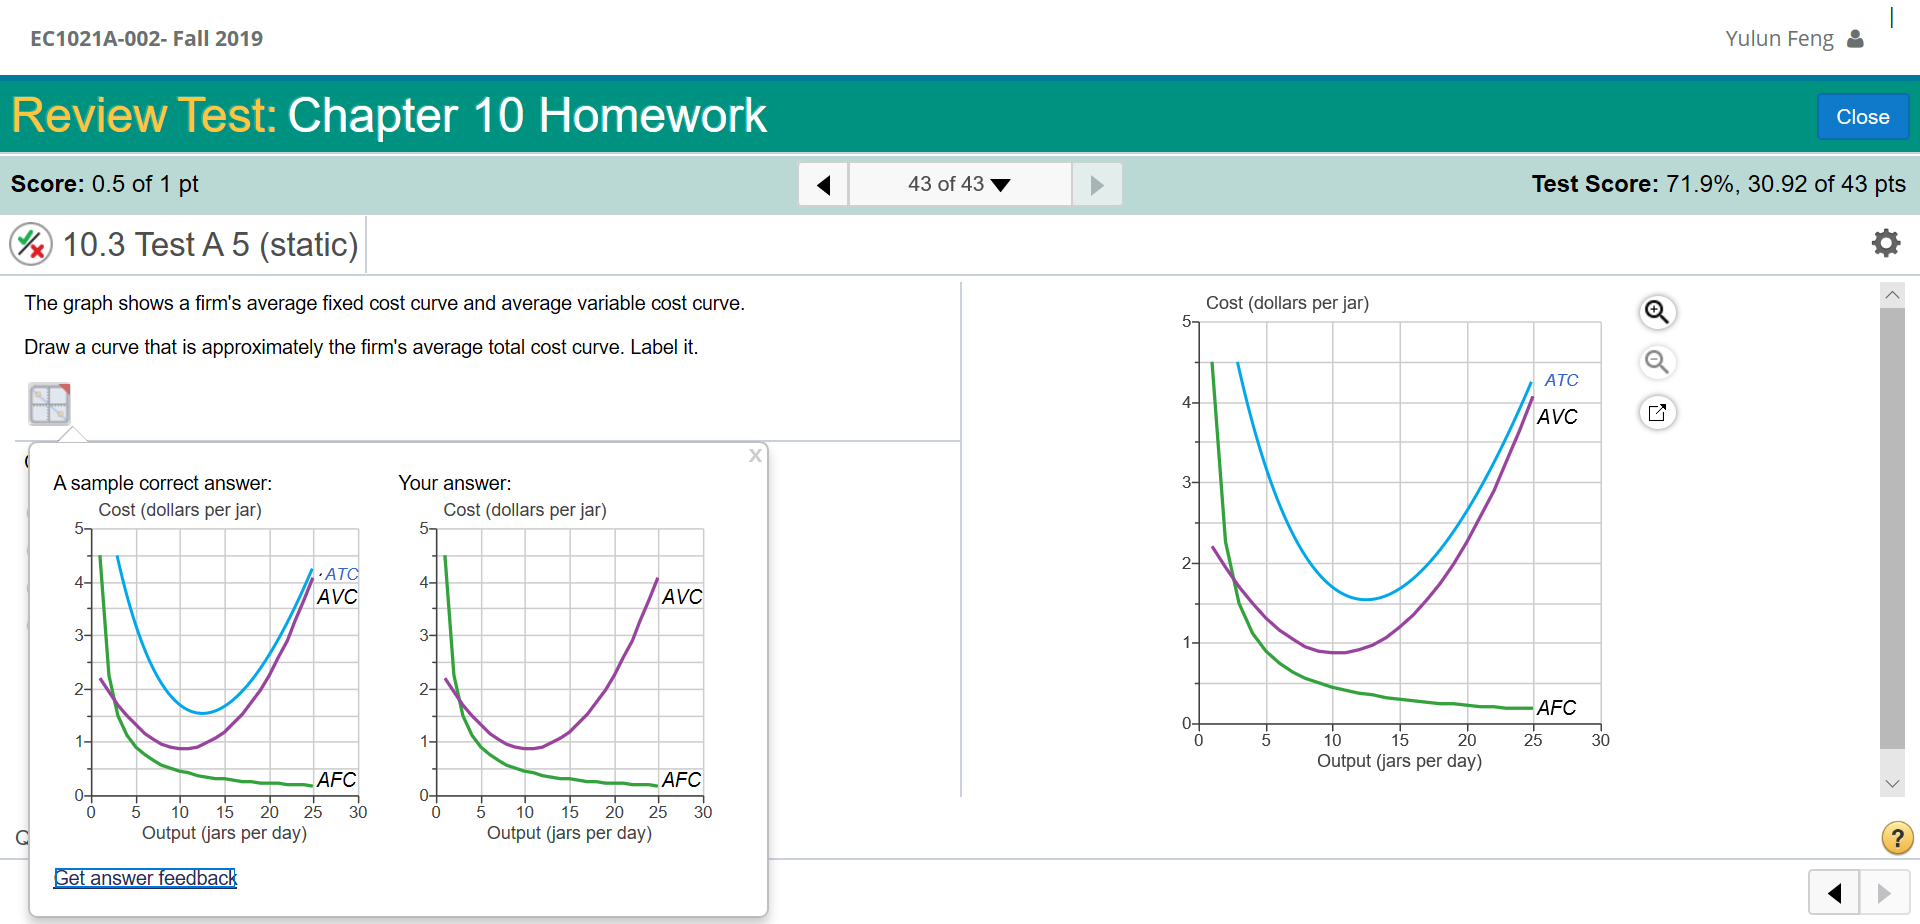 EC1021A-002- Fall 2019
Yulun Feng
Review Test: Chapter 10 Homework
Close
Score: 0.5 of 1 pt
43 of 43
Test Score: 71.9%, 30.92 of 43 pts
10.3 Test A 5 (static)
The graph shows a firm's average fixed cost curve and average variable cost curve.
Draw a curve that is approximately the firm's average total cost curve. Label it.
x
A sample correct answer:
Cost (dollars per jar)
5
4
3
2
1
0
ATC
AVC
AFC
0 5 10 15 20 25 30
Output (jars per day)
Your answer:
Cost (dollars per jar)
5
4
3
2
1
0
AVC
AFC
0 5 10 15 20 25 30
Output (jars per day)
Get answer feedback
Cost (dollars per jar)
5
4
3
2
1
0
ATC
AVC
AFC
0 5 10 15 20 25 30
Output (jars per day)
?